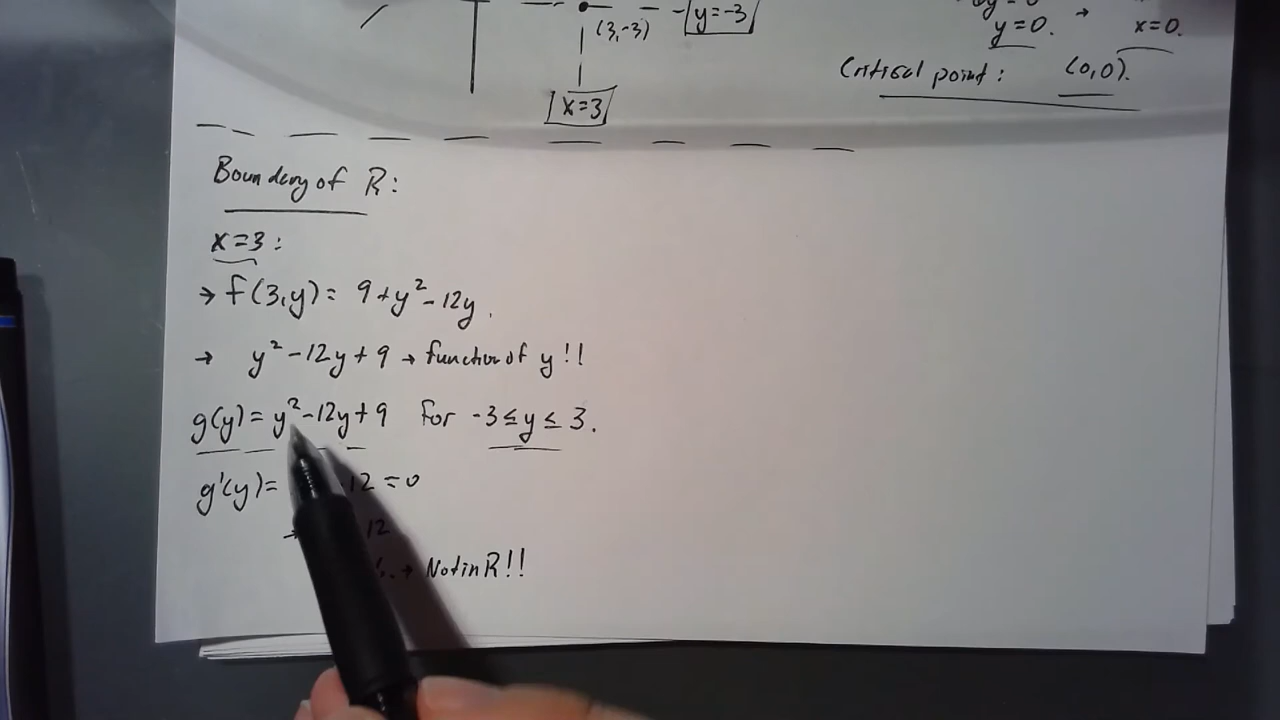 (3,-3)
y=-3
y=0. → x=0.
x=3
Critical point: (0,0).
Boundary of R:
x=3:
→ f(3,y)= 9+y²-12y.
→ y²-12y+9 → function of y!!
g(y)= y²-12y+9 for -3≤y≤3.
g'(y)= 12 =0
→ 12
→ Not in R!!